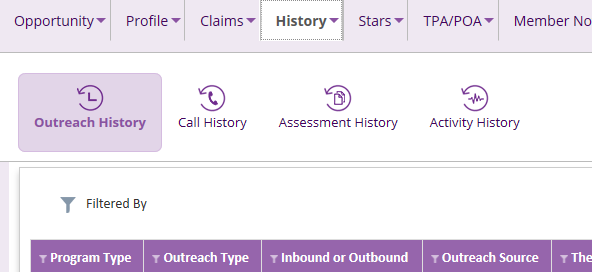 Opportunity Profile Claims History Stars TPA/POA Member No
Outreach History Call History Assessment History Activity History
Filtered By
Program Type Outreach Type Inbound or Outbound Outreach Source The